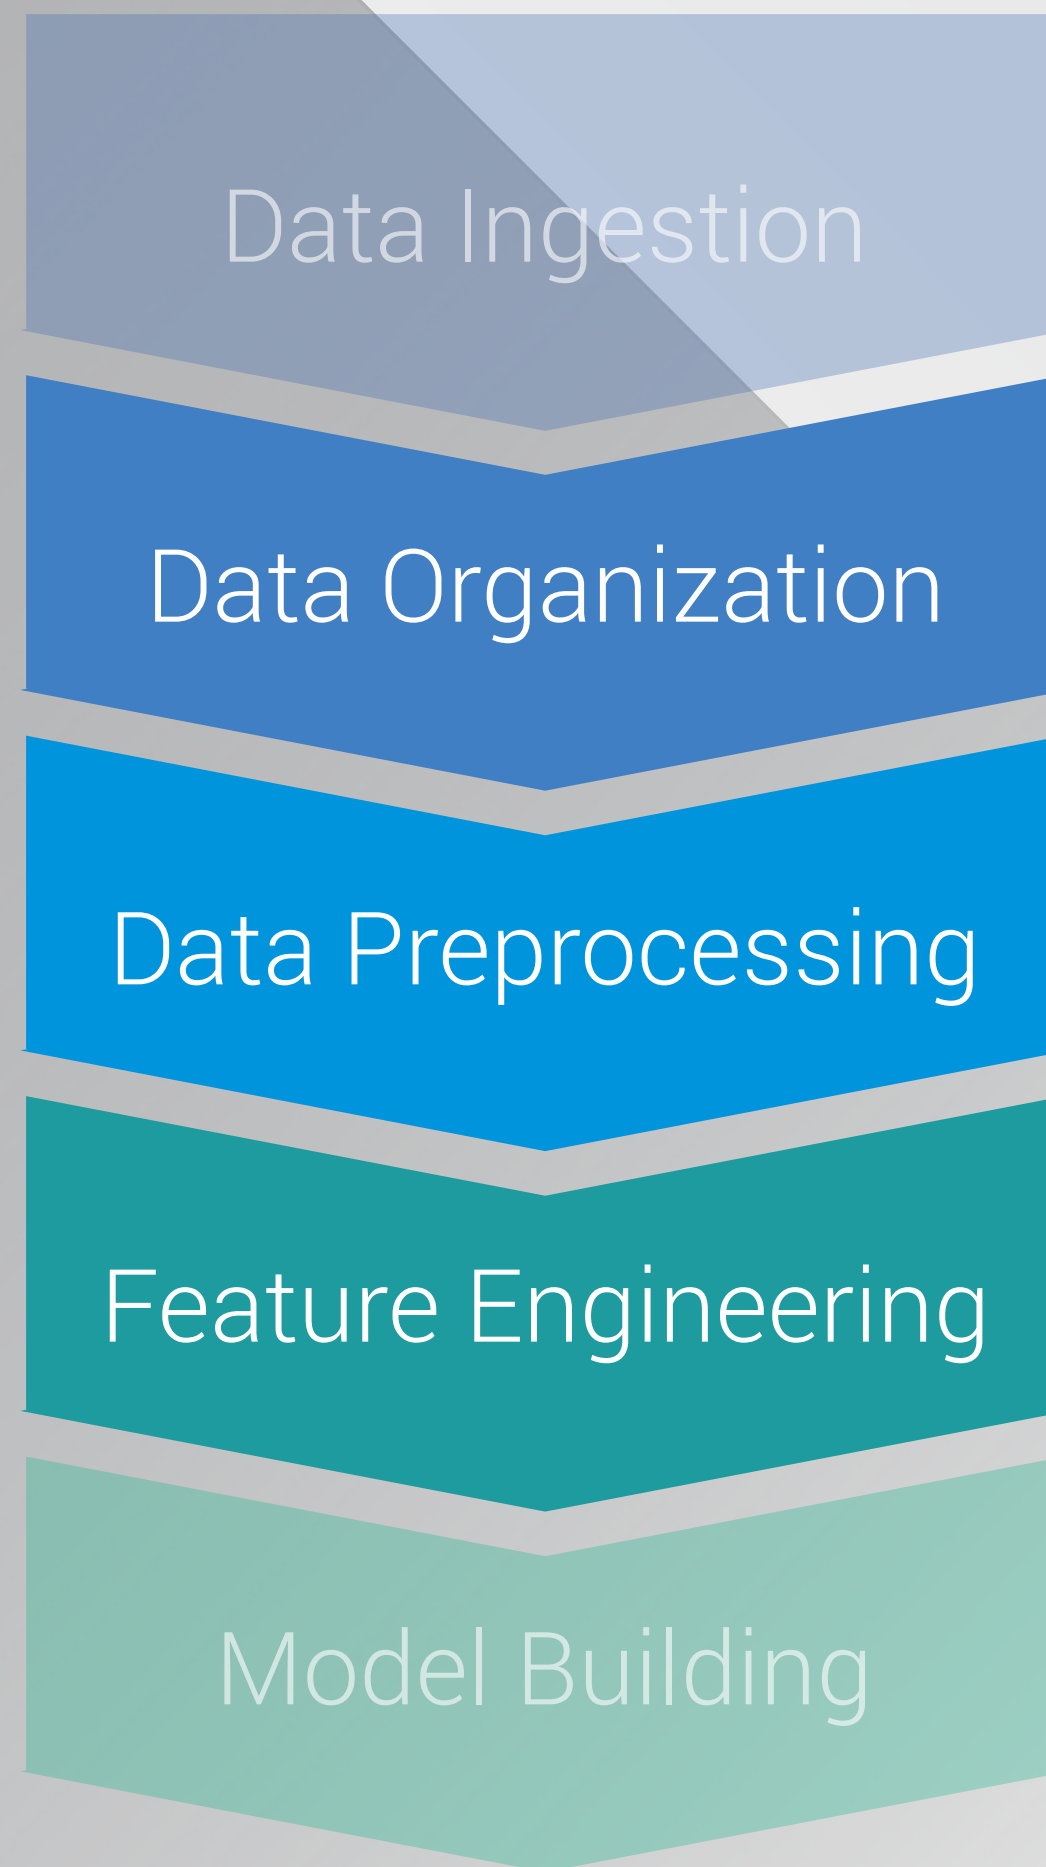 Data Ingestion
Data Organization
Data Preprocessing
Feature Engineering
Model Building